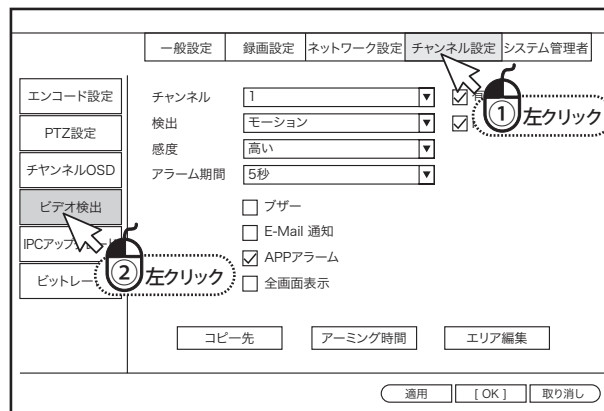 一般設定 録画設定 ネットワーク設定 チャンネル設定 システム管理者
エンコード設定
PTZ設定
チヤンネルOSD
ビデオ検出
IPCアップ
ビットレー
チャンネル 1
検出 モーション
感度 高い
アラーム期間 5秒
① 左クリック
ブザー
E-Mail 通知
APPアラーム
全画面表示
② 左クリック
コピー先 アーミング時間 エリア編集
適用 [ OK ] 取り消し